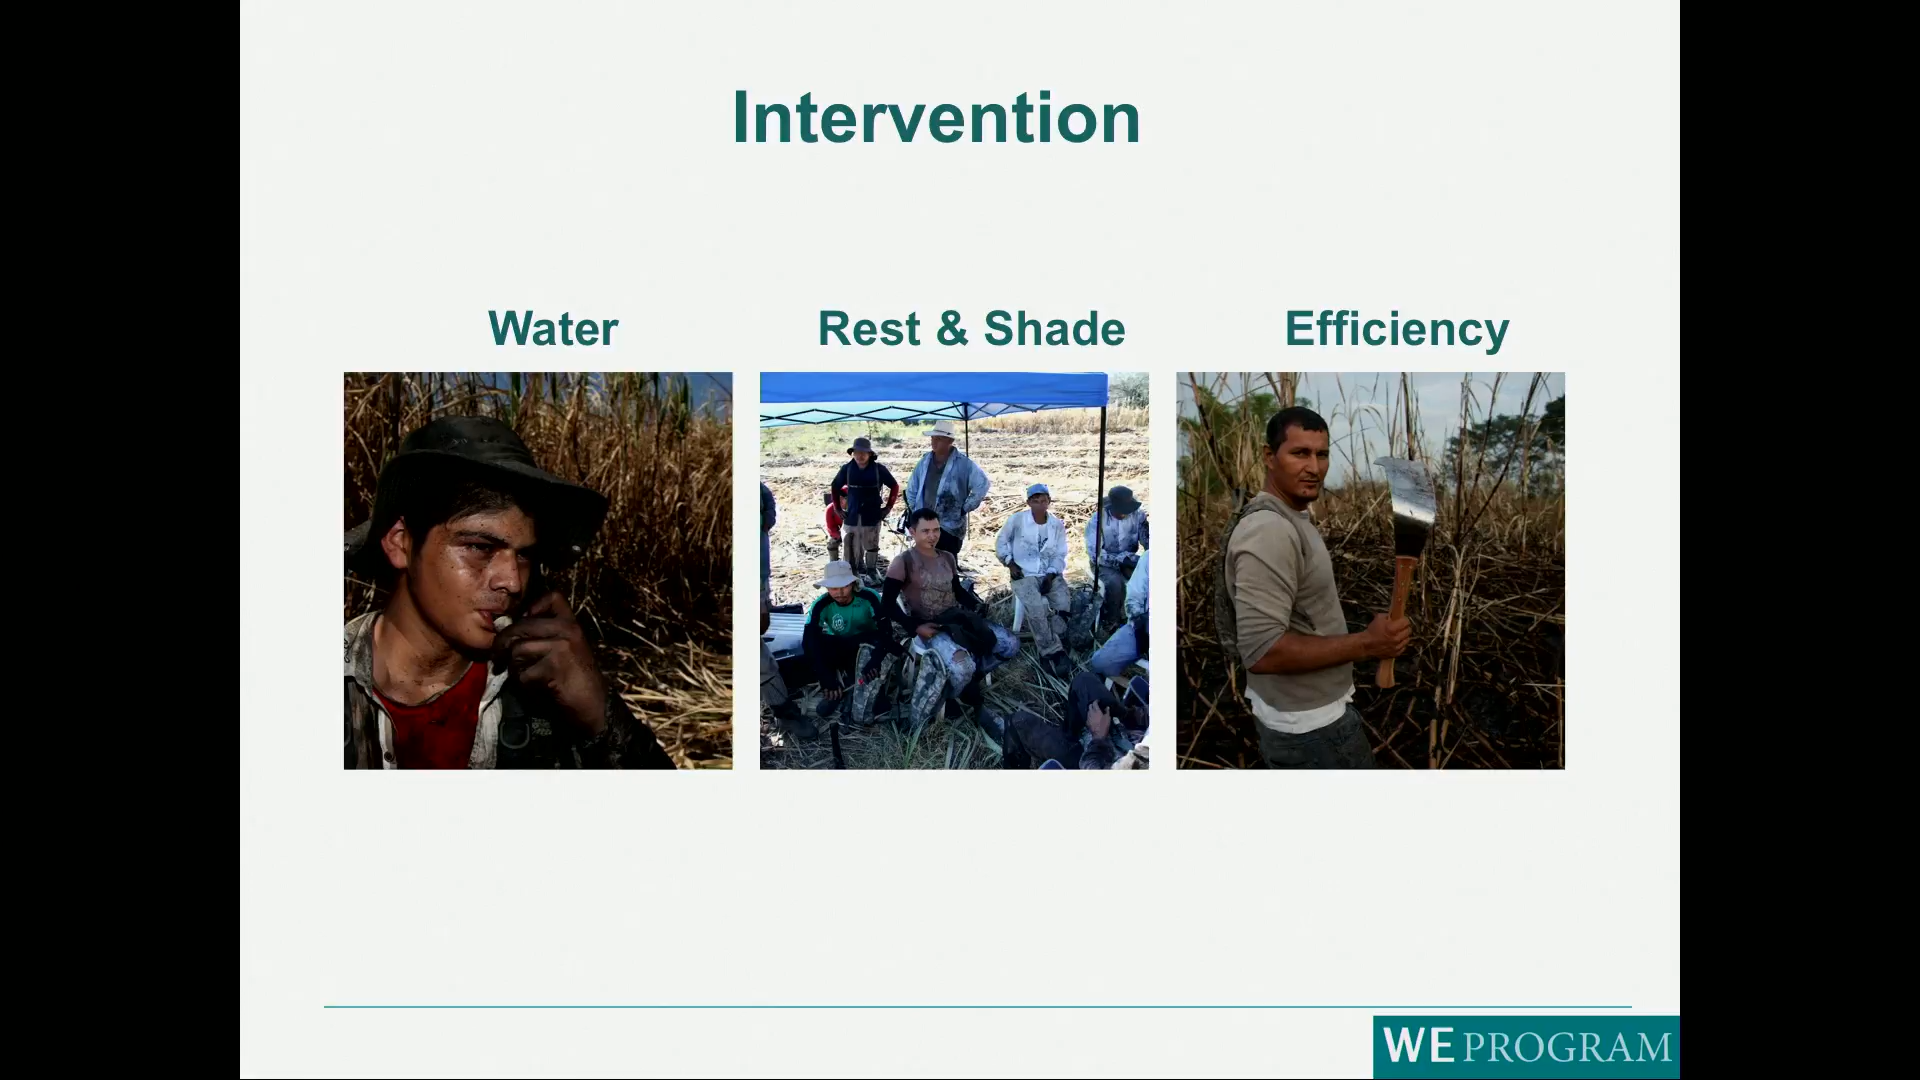 Intervention
Water
Rest & Shade
Efficiency
WE PROGRAM